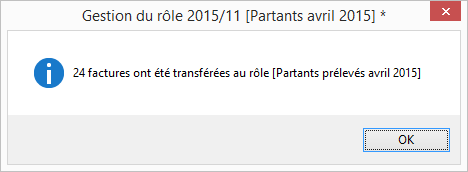 Gestion du rôle 2015/11 [Partants avril 2015] *
24 factures ont été transférées au rôle [Partants prélevés avril 2015]
OK